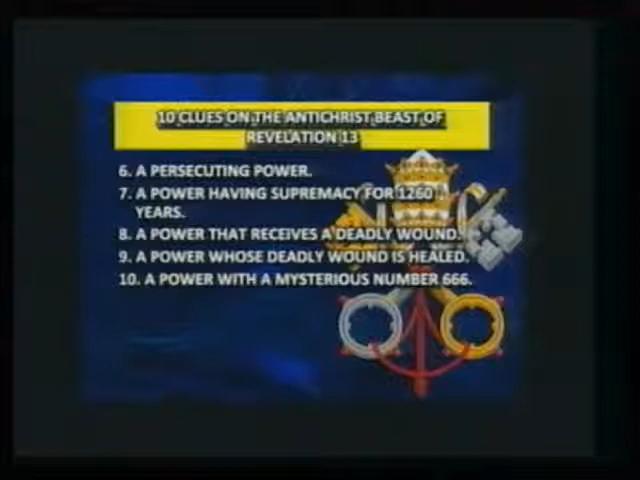 10 CLUES ON THE ANTICHRIST BEAST OF
REVELATION 13
6. A PERSECUTING POWER.
7. A POWER HAVING SUPREMACY FOR 1260
YEARS.
8. A POWER THAT RECEIVES A DEADLY WOUND.
9. A POWER WHOSE DEADLY WOUND IS HEALED.
10. A POWER WITH A MYSTERIOUS NUMBER 666.